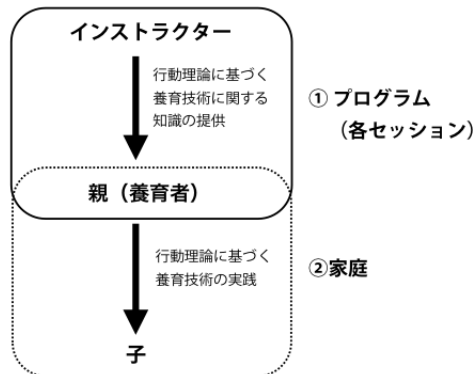 インストラクター
行動理論に基づく
養育技術に関する
知識の提供
① プログラム
（各セッション）
親（養育者）
行動理論に基づく
養育技術の実践
②家庭
子